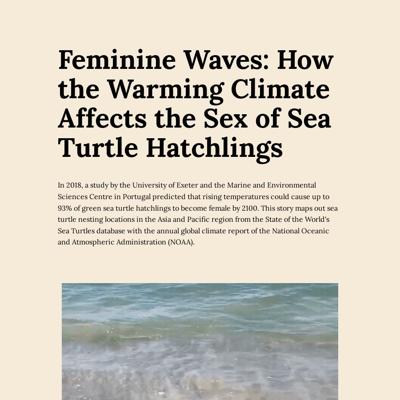 Feminine Waves: How
the Warming Climate
Affects the Sex of Sea
Turtle Hatchlings
In 2018, a study by the University of Exeter and the Marine and Environmental
Sciences Centre in Portugal predicted that rising temperatures could cause up to
93% of green sea turtle hatchlings to become female by 2100. This story maps out sea
turtle nesting locations in the Asia and Pacific region from the State of the World's
Sea Turtles database with the annual global climate report of the National Oceanic
and Atmospheric Administration (NOAA).